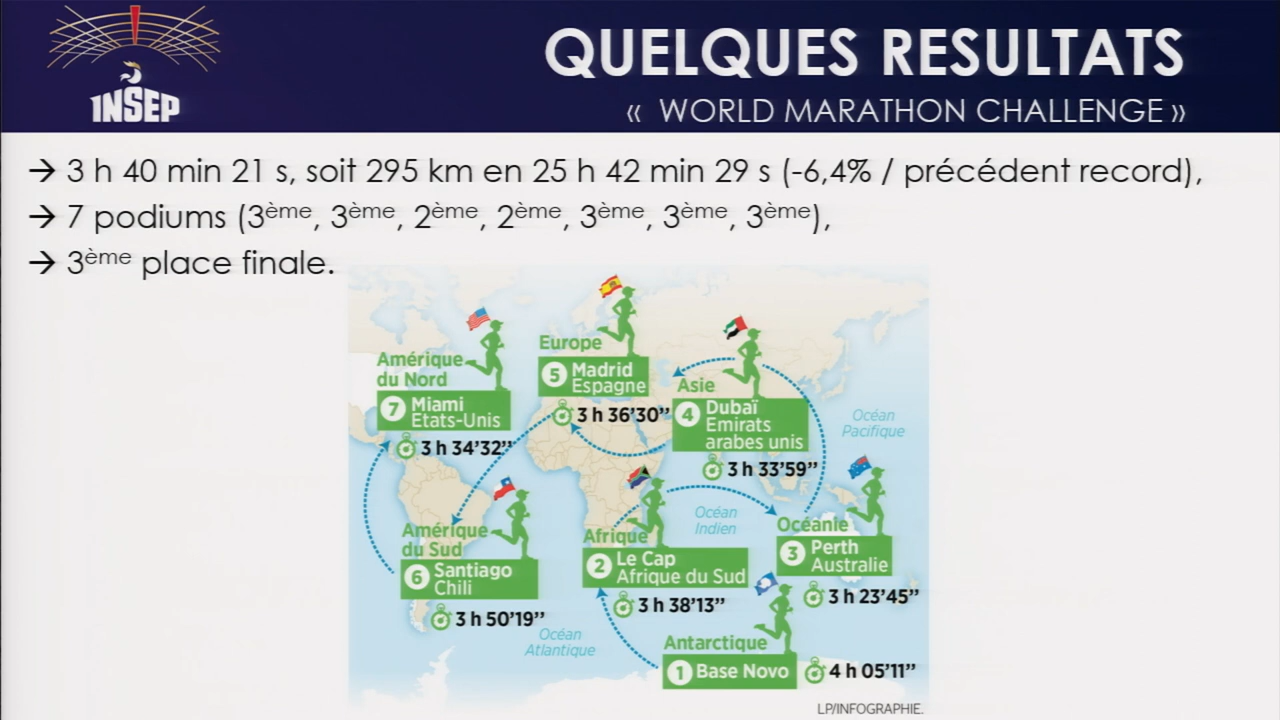 INSEP
QUELQUES RESULTATS
« WORLD MARATHON CHALLENGE »
→ 3 h 40 min 21 s, soit 295 km en 25 h 42 min 29 s (-6,4% / précédent record),
→ 7 podiums (3ème, 3ème, 2ème, 2ème, 3ème, 3ème, 3ème),
→ 3ème place finale.
Amérique
du Nord
7 Miami
Etats-Unis
3 h 34’32’’
Europe
5 Madrid
Espagne
3 h 36’30’’
Asie
4 Dubaï
Emirats
arabes unis
3 h 33’59’’
Océan
Pacifique
Océan
Indien
Amérique
du Sud
6 Santiago
Chili
3 h 50’19’’
Afrique
2 Le Cap
Afrique du Sud
3 h 38’13’’
Océanie
3 Perth
Australie
3 h 23’45’’
Océan
Atlantique
Antarctique
1 Base Novo
4 h 05’11’’
LP/INFOGRAPHIE.